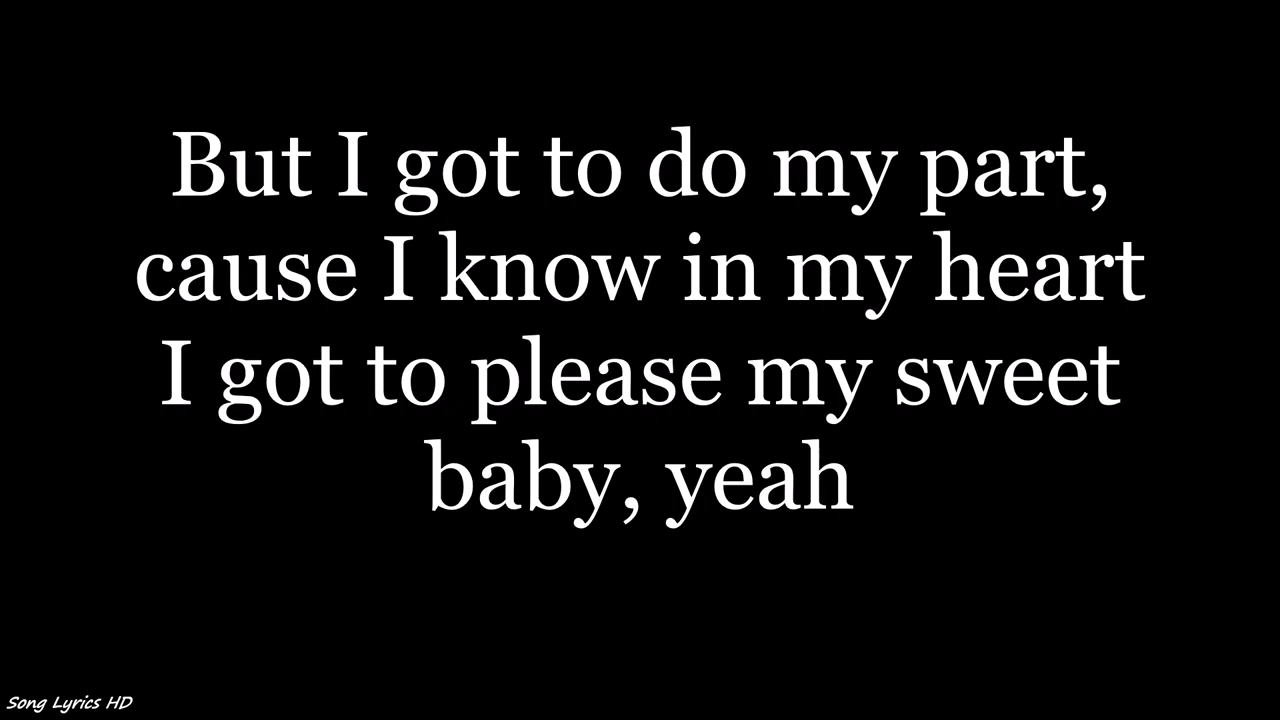 But I got to do my part,
cause I know in my heart
I got to please my sweet
baby, yeah
Song Lyrics HD